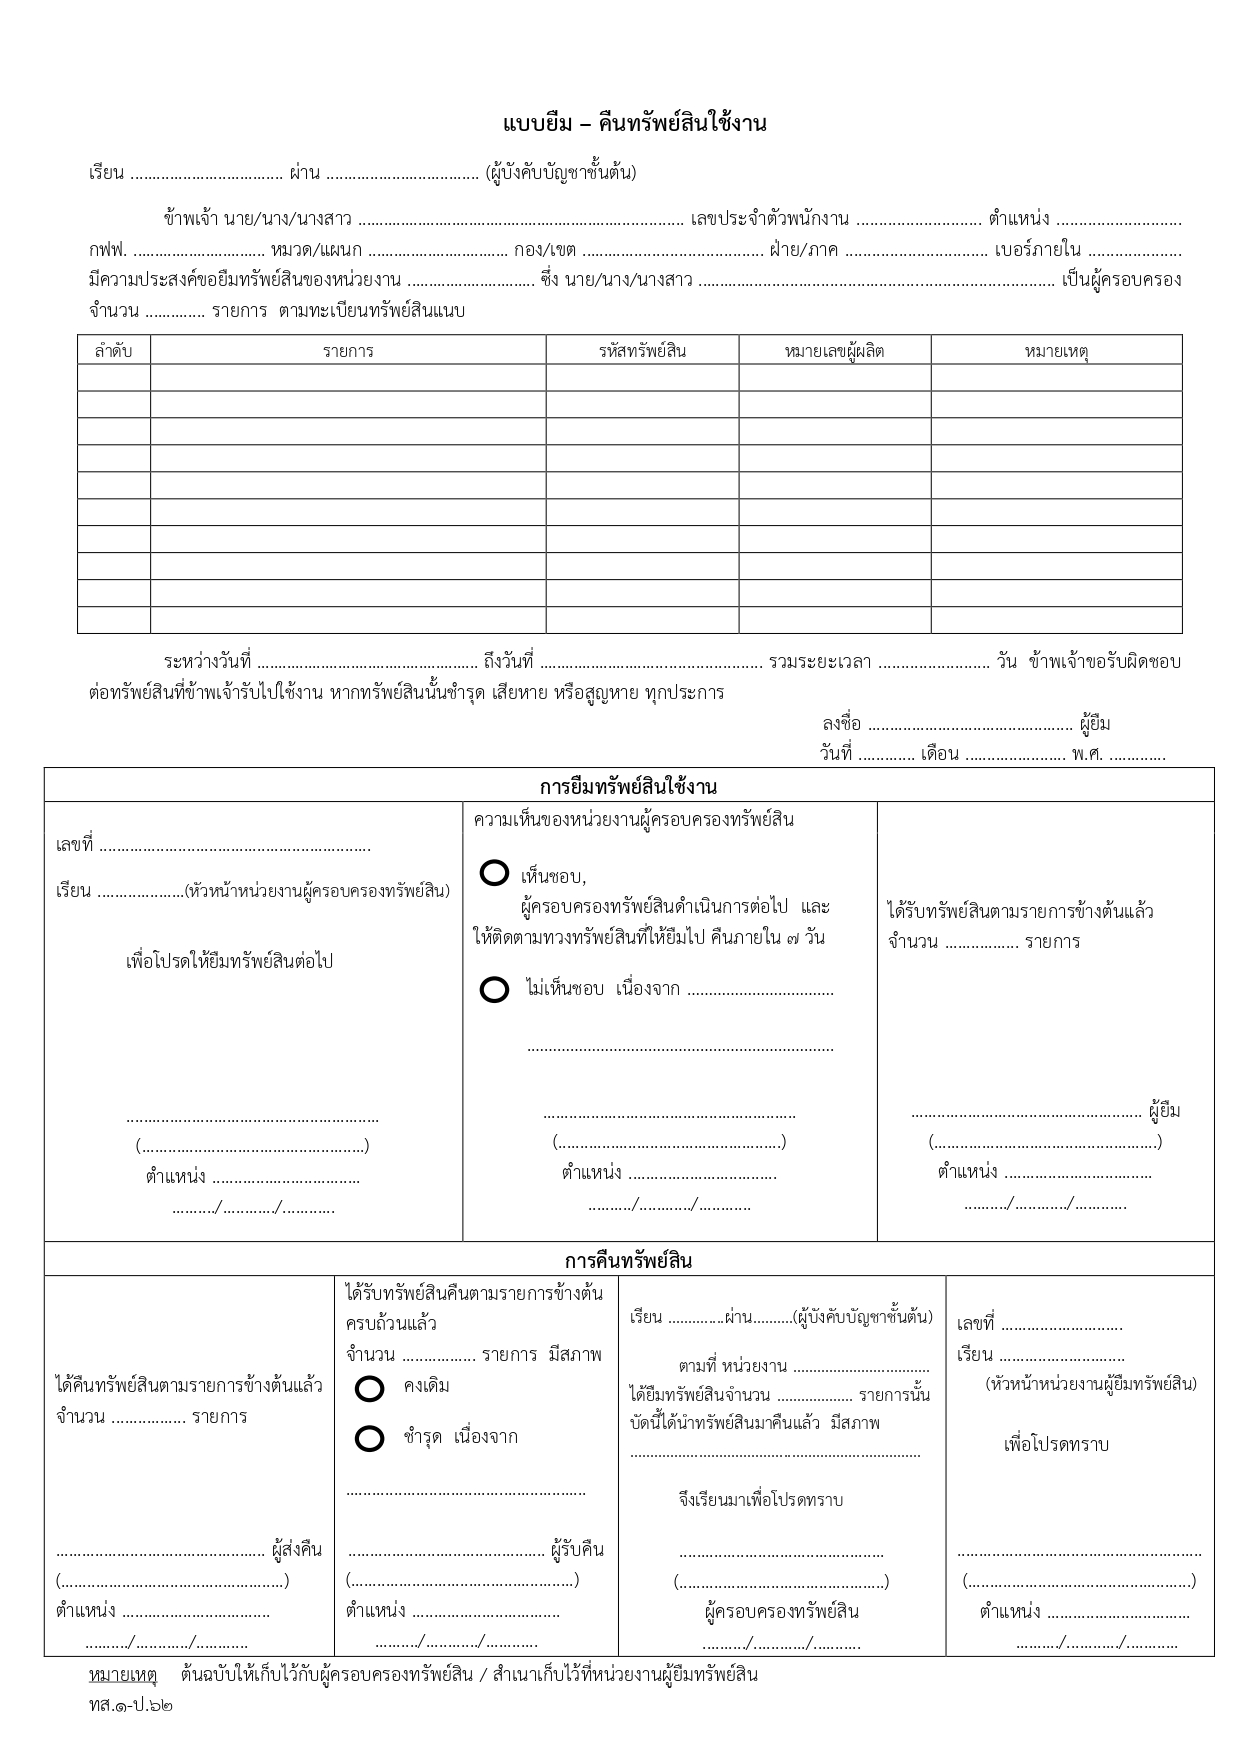 แบบยืม – คืนทรัพย์สินใช้งาน
เรียน ................................... ผ่าน ................................... (ผู้บังคับบัญชาชั้นต้น)
ข้าพเจ้า นาย/นาง/นางสาว ........................................................................... เลขประจำตัวพนักงาน ............................ ตำแหน่ง ............................
กฟฟ. .............................. หมวด/แผนก ................................ กอง/เขต ......................................... ฝ่าย/ภาค ................................ เบอร์ภายใน .....................
มีความประสงค์ขอยืมทรัพย์สินของหน่วยงาน ............................. ซึ่ง นาย/นาง/นางสาว .................................................................................. เป็นผู้ครอบครอง
จำนวน .............. รายการ ตามทะเบียนทรัพย์สินแนบ
ลำดับ รายการ รหัสทรัพย์สิน หมายเลขผู้ผลิต หมายเหตุ
ระหว่างวันที่ .................................................. ถึงวันที่ .................................................. รวมระยะเวลา ......................... วัน ข้าพเจ้าขอรับผิดชอบ
ต่อทรัพย์สินที่ข้าพเจ้ารับไปใช้งาน หากทรัพย์สินนั้นชำรุด เสียหาย หรือสูญหาย ทุกประการ
ลงชื่อ ............................................... ผู้ยืม
วันที่ ............. เดือน ....................... พ.ศ. .............
การยืมทรัพย์สินใช้งาน
เลขที่ ..............................................................
เรียน ....................(หัวหน้าหน่วยงานผู้ครอบครองทรัพย์สิน)
เพื่อโปรดให้ยืมทรัพย์สินต่อไป
..........................................................
(...................................................)
ตำแหน่ง ..................................
........../............/............
ความเห็นของหน่วยงานผู้ครอบครองทรัพย์สิน
เห็นชอบ,
ผู้ครอบครองทรัพย์สินดำเนินการต่อไป และ
ให้ติดตามทวงทรัพย์สินที่ให้ยืมไป คืนภายใน ๗ วัน
ไม่เห็นชอบ เนื่องจาก ..................................
......................................................................
..........................................................
(...................................................)
ตำแหน่ง ..................................
........../............/............
ได้รับทรัพย์สินตามรายการข้างต้นแล้ว
จำนวน ................. รายการ
..................................................... ผู้ยืม
(...................................................)
ตำแหน่ง ..................................
........../............/............
การคืนทรัพย์สิน
ได้คืนทรัพย์สินตามรายการข้างต้นแล้ว
จำนวน ................. รายการ
................................................ ผู้ส่งคืน
(...................................................)
ตำแหน่ง ..................................
........../............/............
ได้รับทรัพย์สินคืนตามรายการข้างต้น
ครบถ้วนแล้ว
จำนวน ................. รายการ มีสภาพ
คงเดิม
ชำรุด เนื่องจาก
.......................................................
............................................. ผู้รับคืน
(...................................................)
ตำแหน่ง ..................................
........../............/............
เรียน ..............ผ่าน..........(ผู้บังคับบัญชาชั้นต้น)
ตามที่ หน่วยงาน ..................................
ได้ยืมทรัพย์สินจำนวน ................... รายการนั้น
บัดนี้ได้นำทรัพย์สินมาคืนแล้ว มีสภาพ
........................................................................
จึงเรียนมาเพื่อโปรดทราบ
...............................................
(...............................................)
ผู้ครอบครองทรัพย์สิน
........../............/...........
เลขที่ ............................
เรียน .............................
(หัวหน้าหน่วยงานผู้ยืมทรัพย์สิน)
เพื่อโปรดทราบ
........................................................
(...................................................)
ตำแหน่ง .................................
........../............/............
หมายเหตุ ต้นฉบับให้เก็บไว้กับผู้ครอบครองทรัพย์สิน / สำเนาเก็บไว้ที่หน่วยงานผู้ยืมทรัพย์สิน
ทส.๑-ป.๖๒